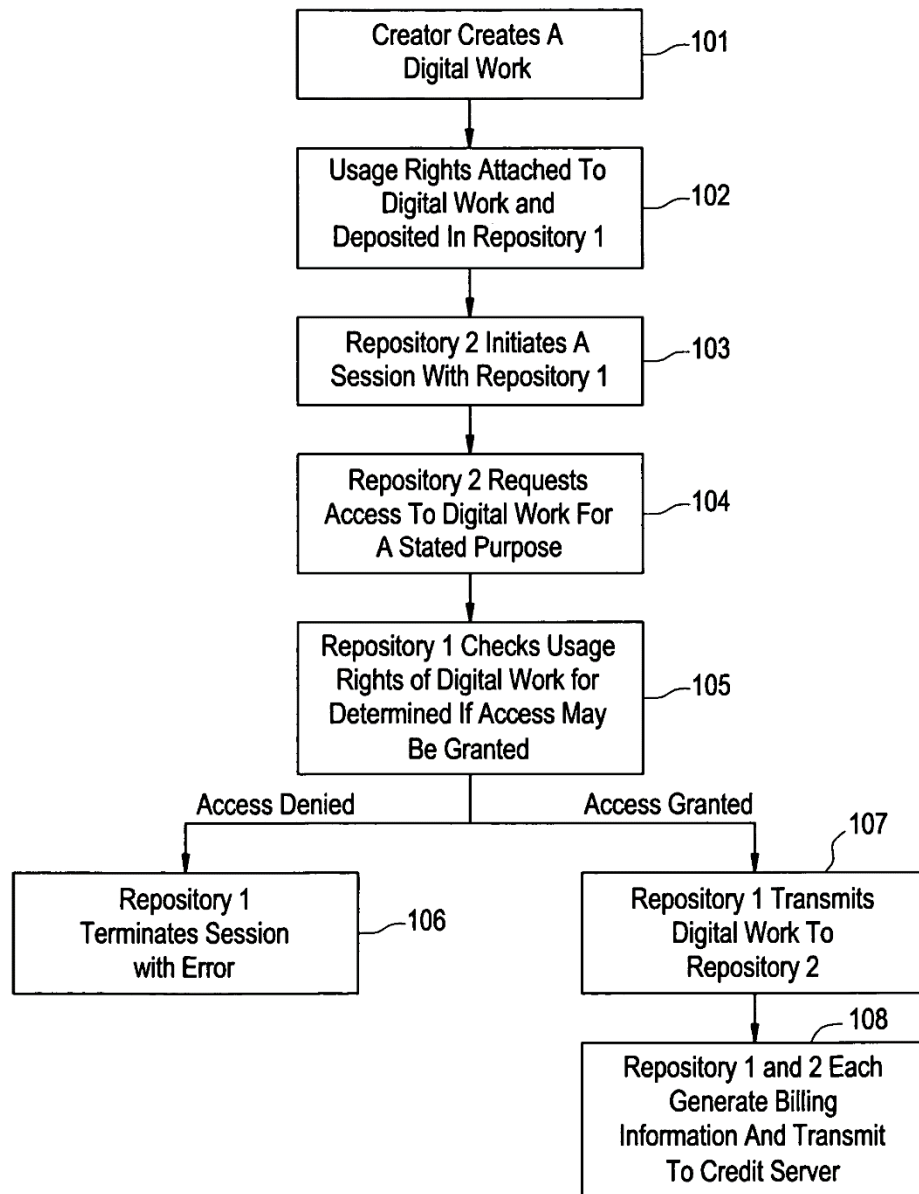 Creator Creates A
Digital Work
101
Usage Rights Attached To
Digital Work and
Deposited In Repository 1
102
Repository 2 Initiates A
Session With Repository 1
103
Repository 2 Requests
Access To Digital Work For
A Stated Purpose
104
Repository 1 Checks Usage
Rights of Digital Work for
Determined If Access May
Be Granted
105
Access Denied
Access Granted
Repository 1
Terminates Session
with Error
106
107
Repository 1 Transmits
Digital Work To
Repository 2
108
Repository 1 and 2 Each
Generate Billing
Information And Transmit
To Credit Server